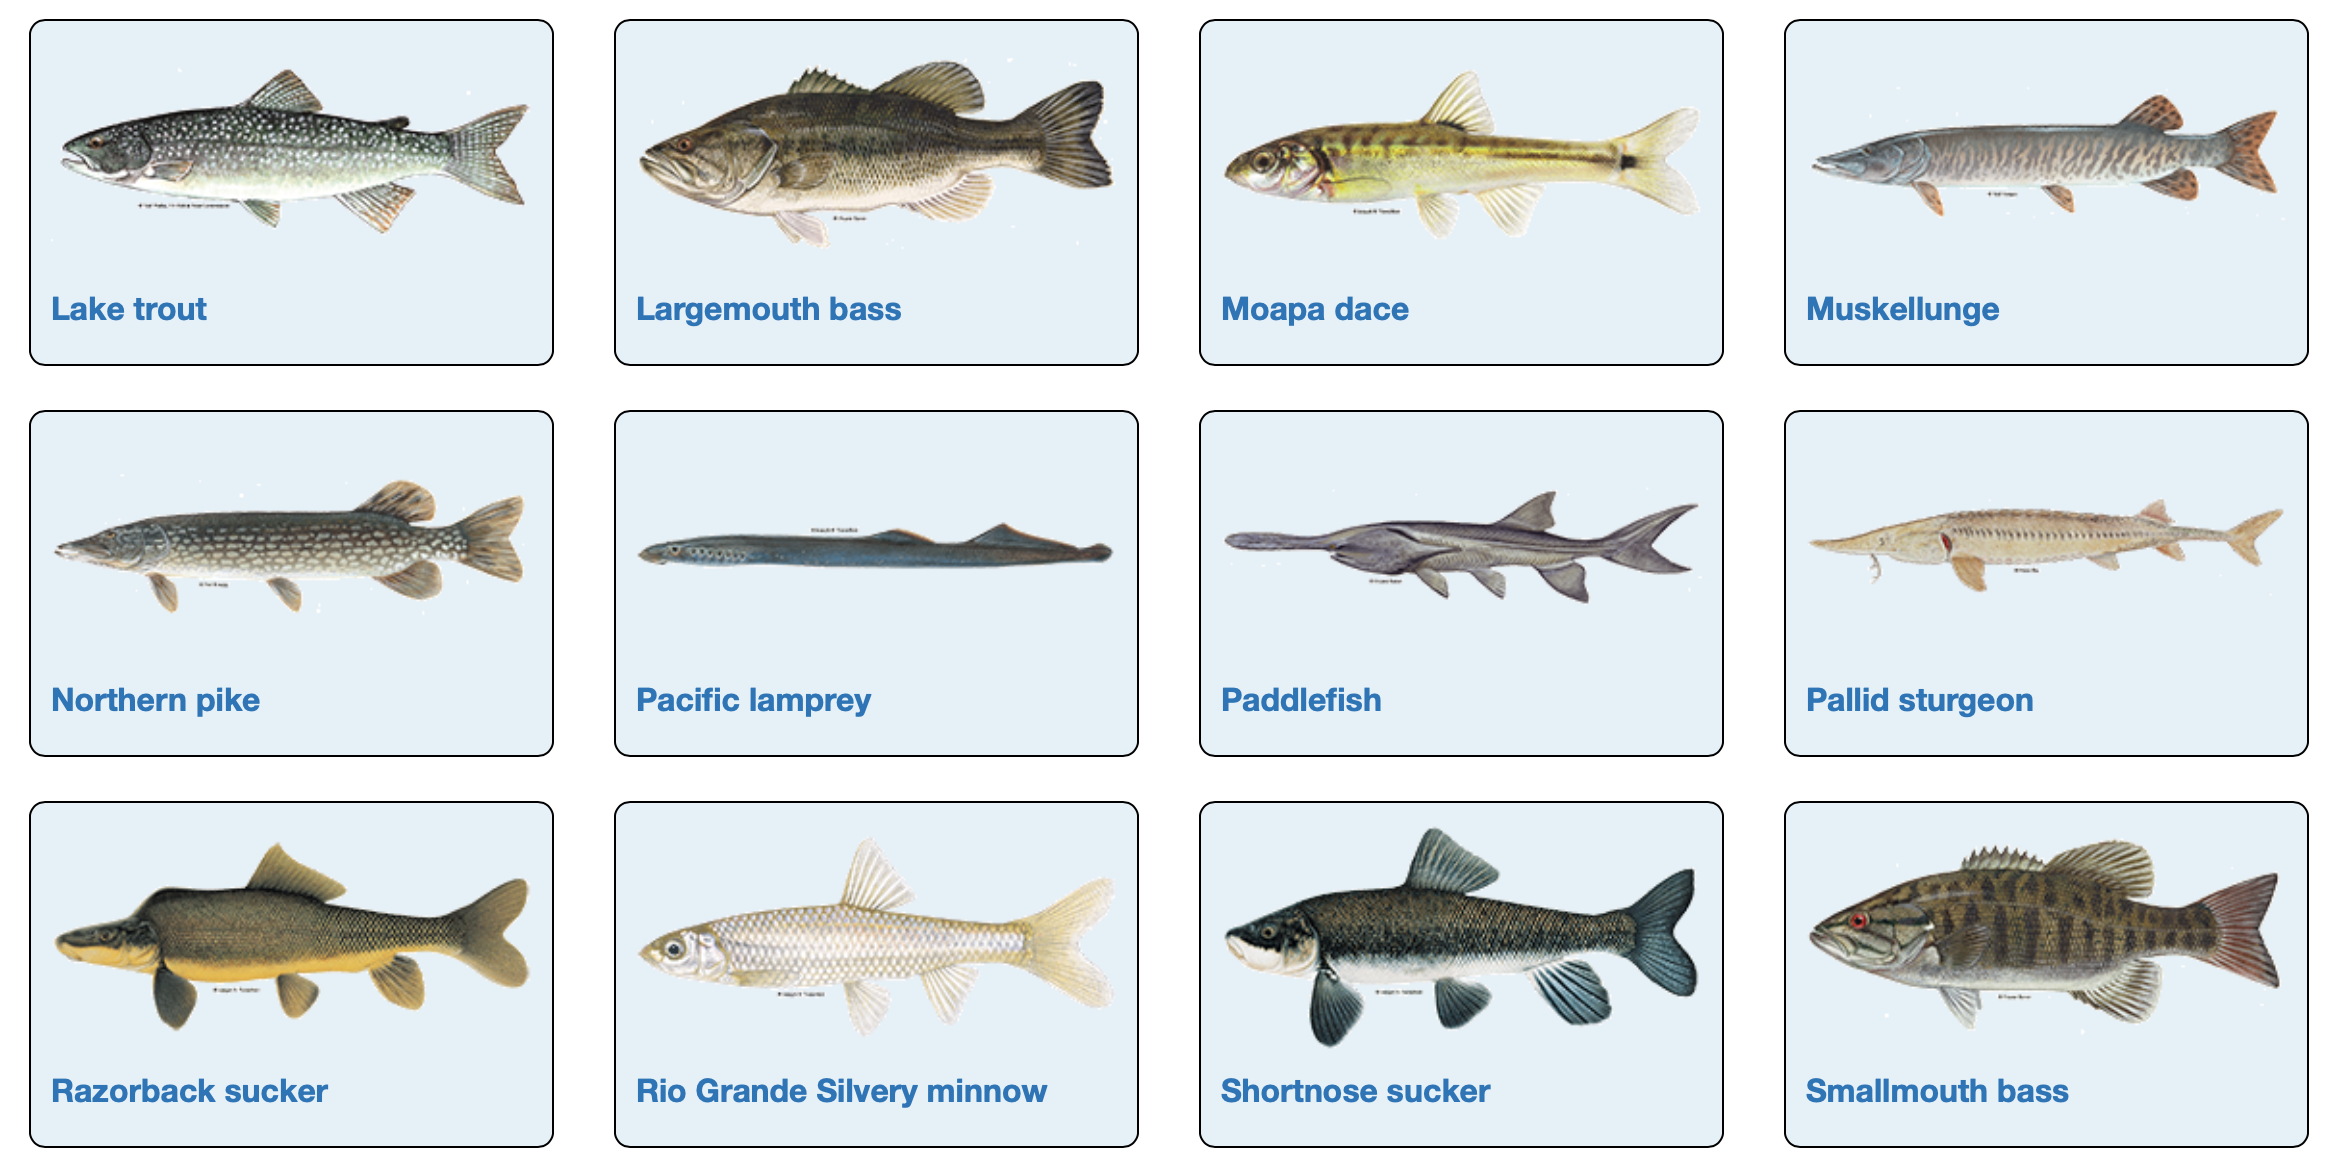 Lake trout
Largemouth bass
Moapa dace
Muskellunge
Northern pike
Pacific lamprey
Paddlefish
Pallid sturgeon
Razorback sucker
Rio Grande Silvery minnow
Shortnose sucker
Smallmouth bass